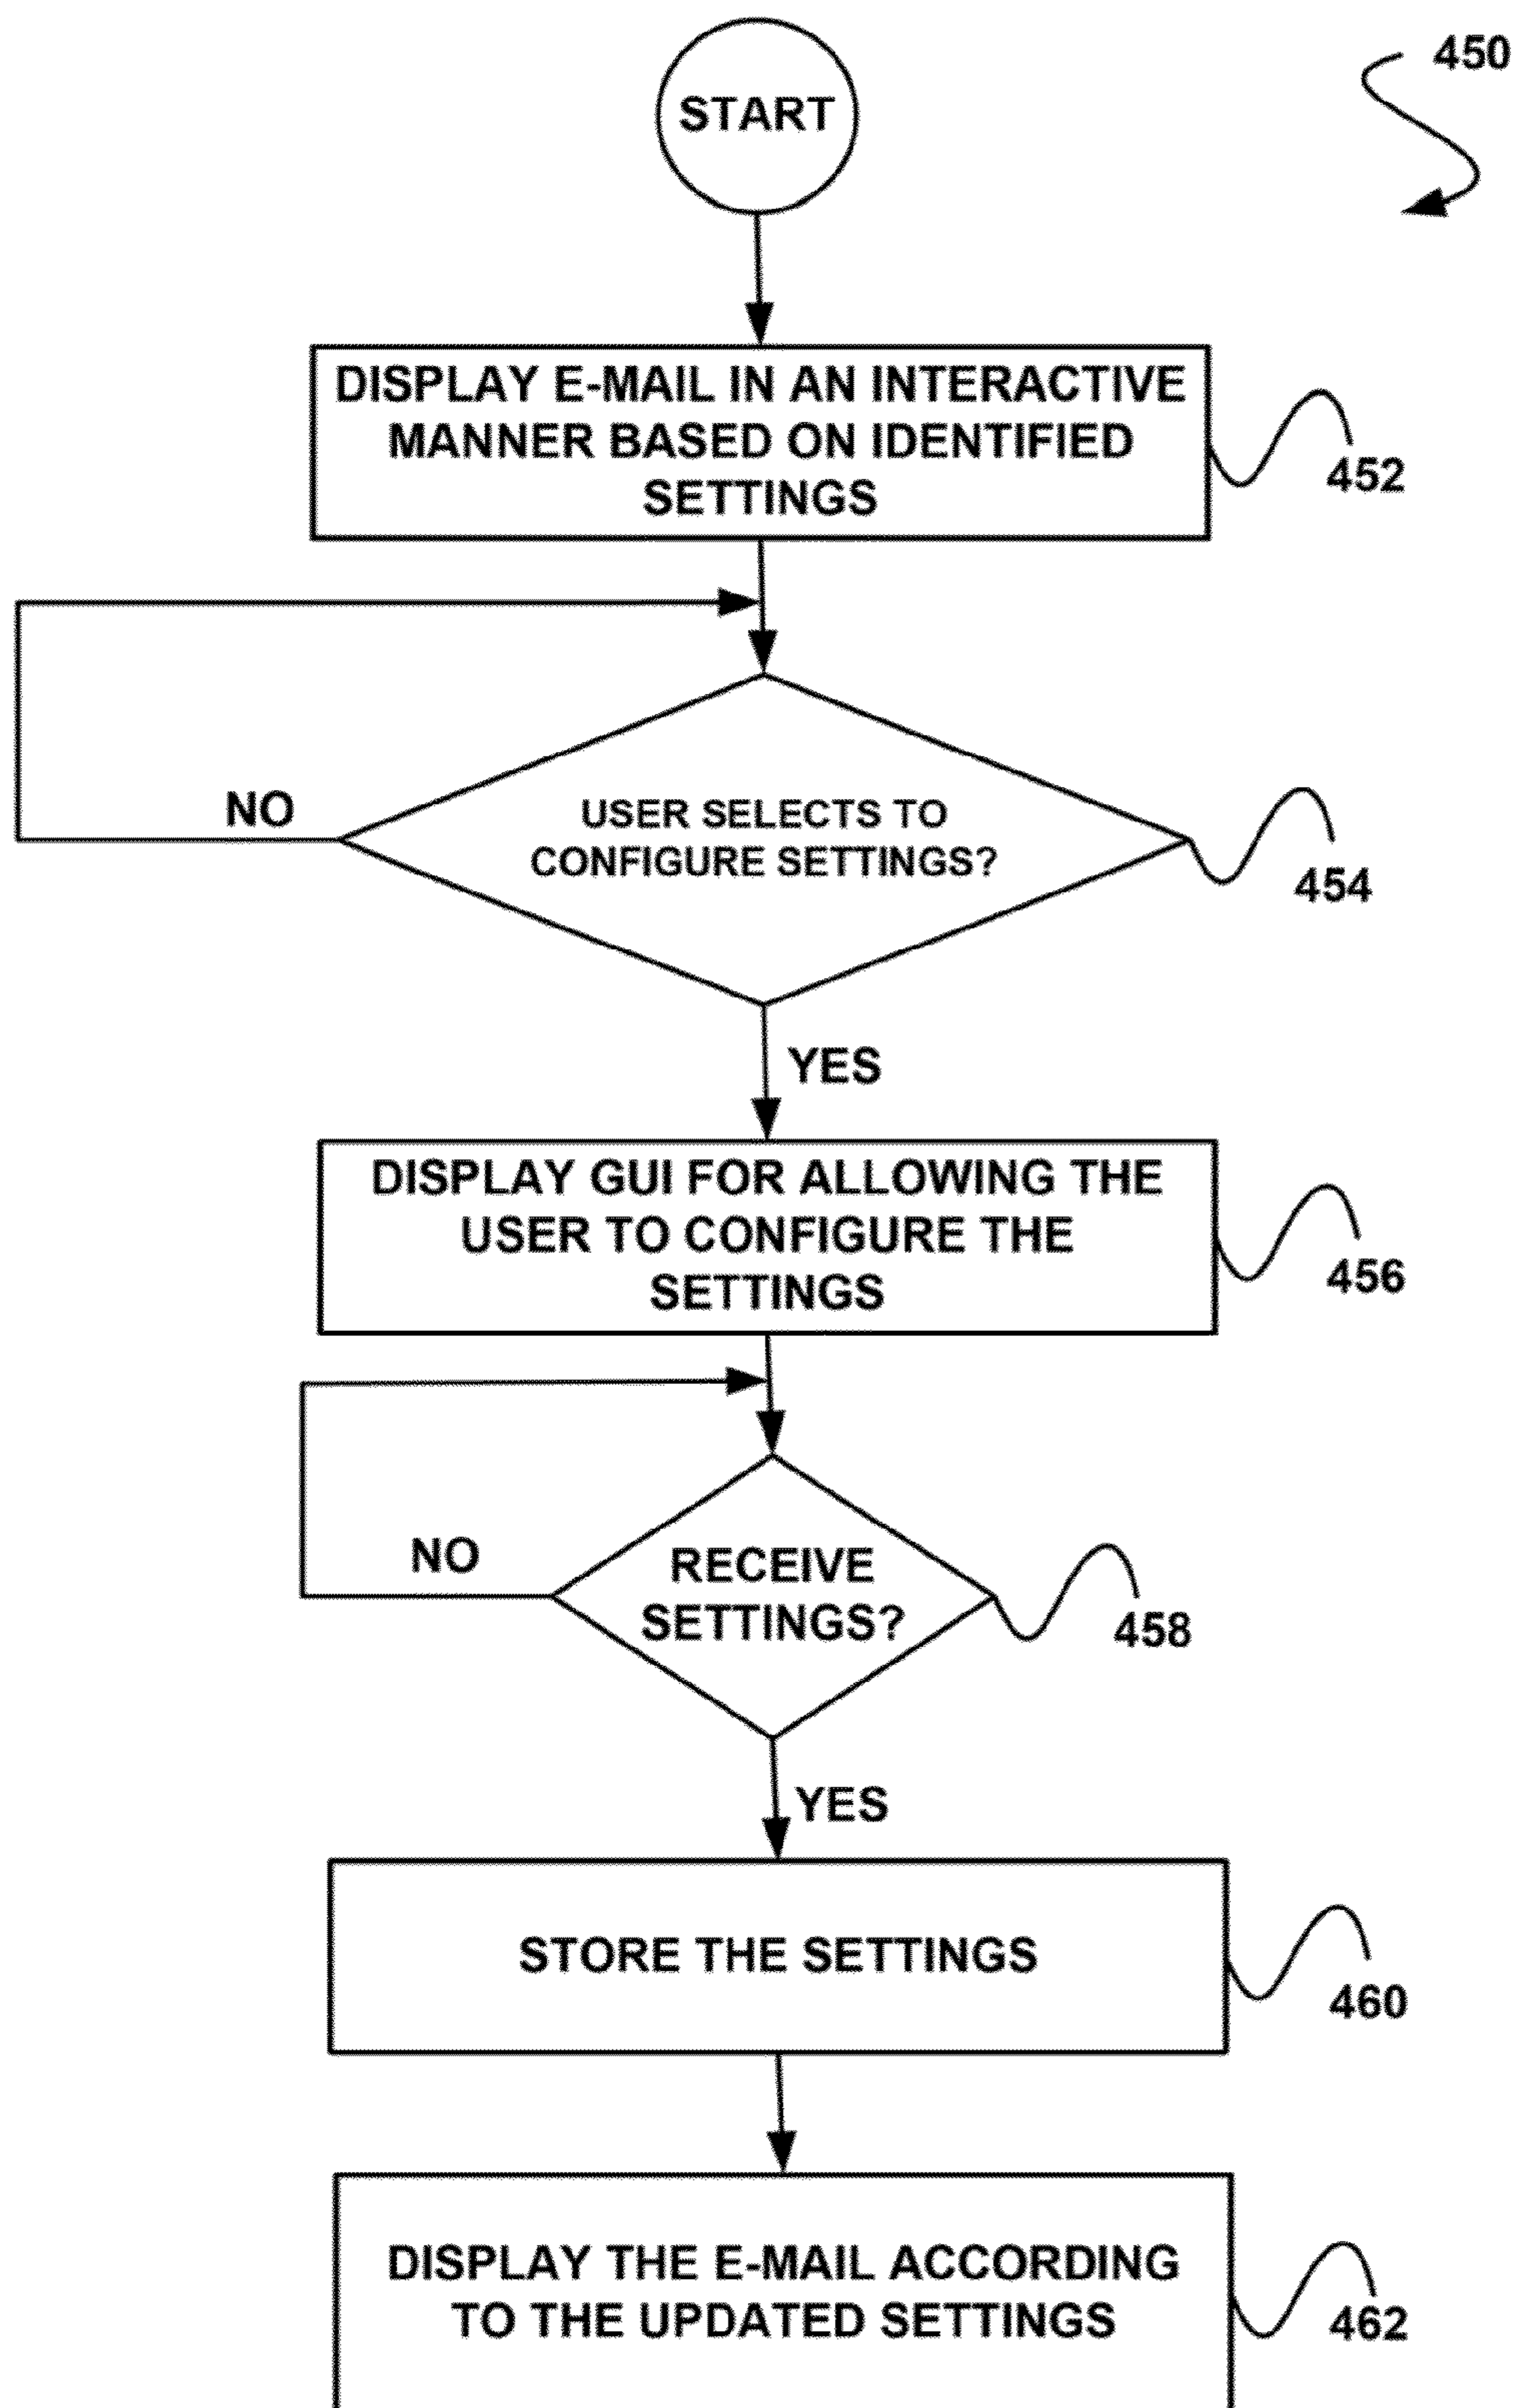 START
450
DISPLAY E-MAIL IN AN INTERACTIVE
MANNER BASED ON IDENTIFIED
SETTINGS
452
NO
USER SELECTS TO
CONFIGURE SETTINGS?
454
YES
DISPLAY GUI FOR ALLOWING THE
USER TO CONFIGURE THE
SETTINGS
456
NO
RECEIVE
SETTINGS?
458
YES
STORE THE SETTINGS
460
DISPLAY THE E-MAIL ACCORDING
TO THE UPDATED SETTINGS
462